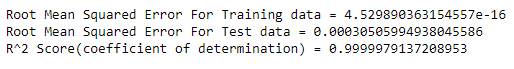 Root Mean Squared Error For Training data = 4.529890363154557e-16
Root Mean Squared Error For Test data = 0.00030505994938045586
R^2 Score(coefficient of determination) = 0.9999979137208953